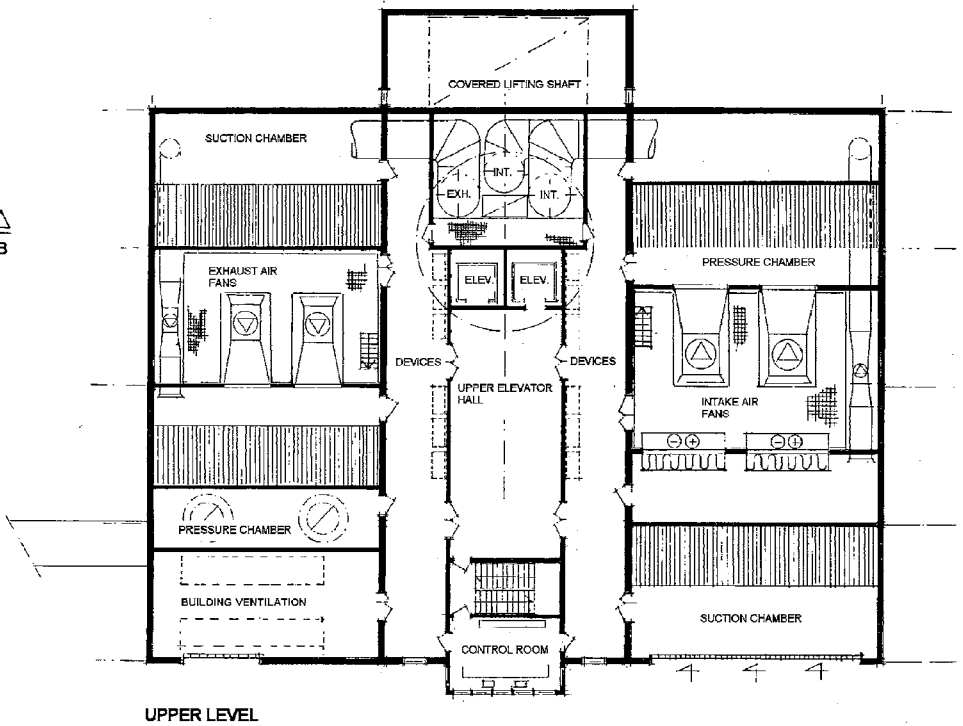 COVERED LIFTING SHAFT
SUCTION CHAMBER
INT.
EXH.
INT.
B
PRESSURE CHAMBER
EXHAUST AIR
FANS
ELEV.
ELEV.
DEVICES
DEVICES
UPPER ELEVATOR
HALL
INTAKE AIR
FANS
PRESSURE CHAMBER
BUILDING VENTILATION
SUCTION CHAMBER
CONTROL ROOM
UPPER LEVEL